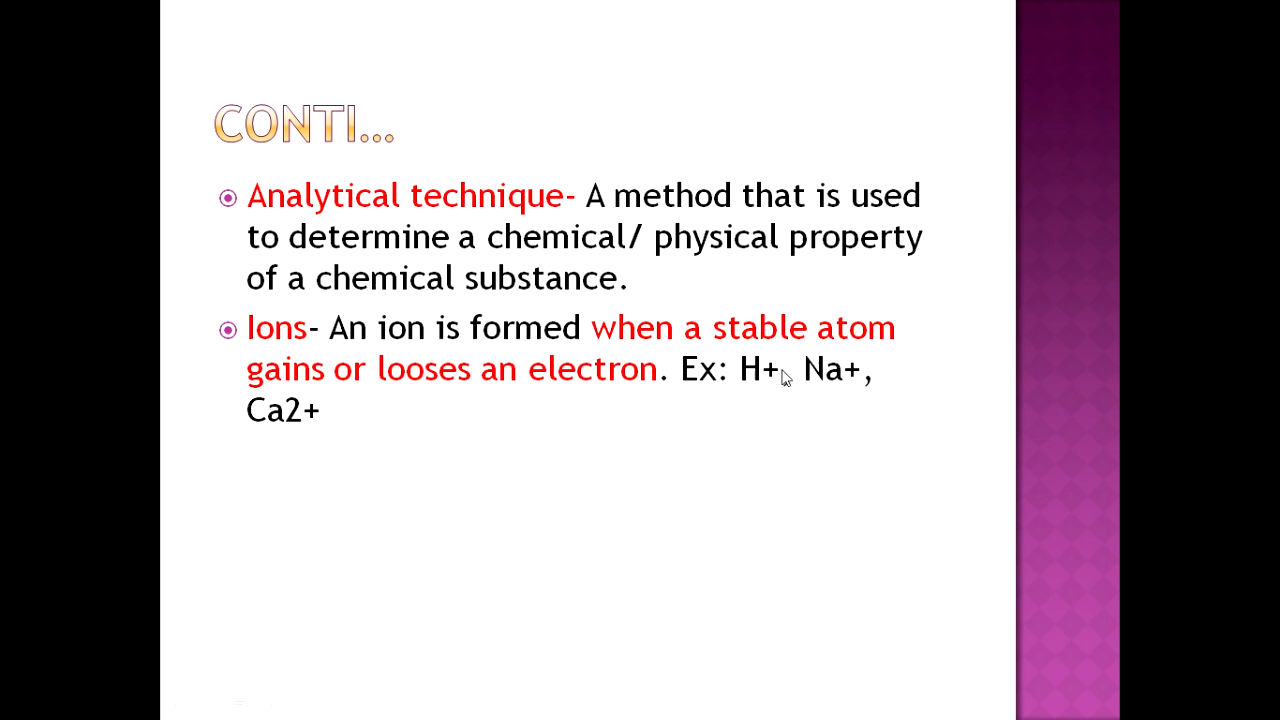 CONTI...
Analytical technique- A method that is used
to determine a chemical/ physical property
of a chemical substance.
Ions- An ion is formed when a stable atom
gains or looses an electron. Ex: H+, Na+,
Ca2+